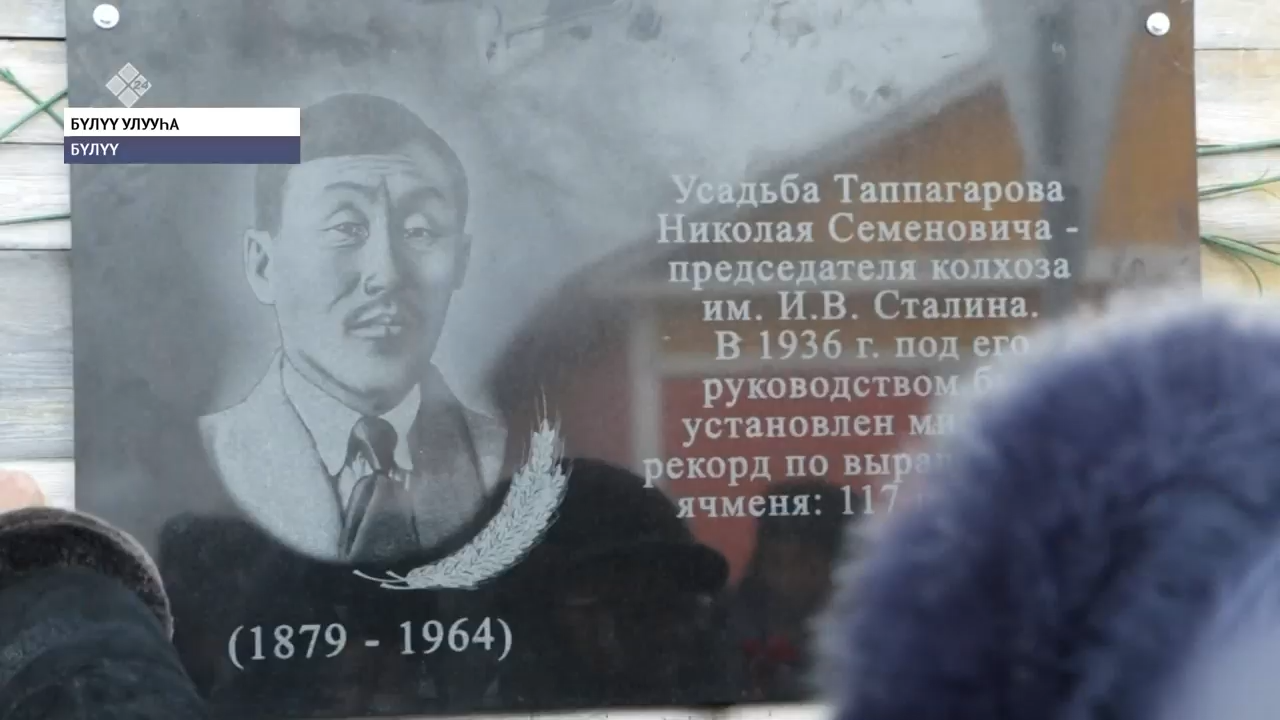 БҮЛҮҮ УЛУУҺА
БҮЛҮҮ
Усадьба Таппагарова
Николая Семеновича -
председателя колхоза
им. И.В. Сталина.
В 1936 г. под его
руководством
установлен
рекорд по
ячменя: 117
(1879 - 1964)